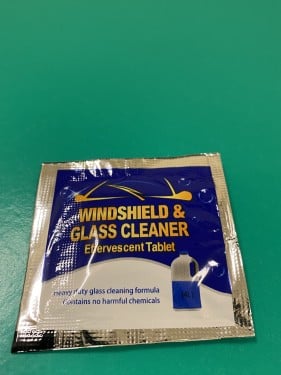 WINDSHIELD &
GLASS CLEANER
Effervescent Tablet
heavy duty glass cleaning formula
contains no harmful chemicals